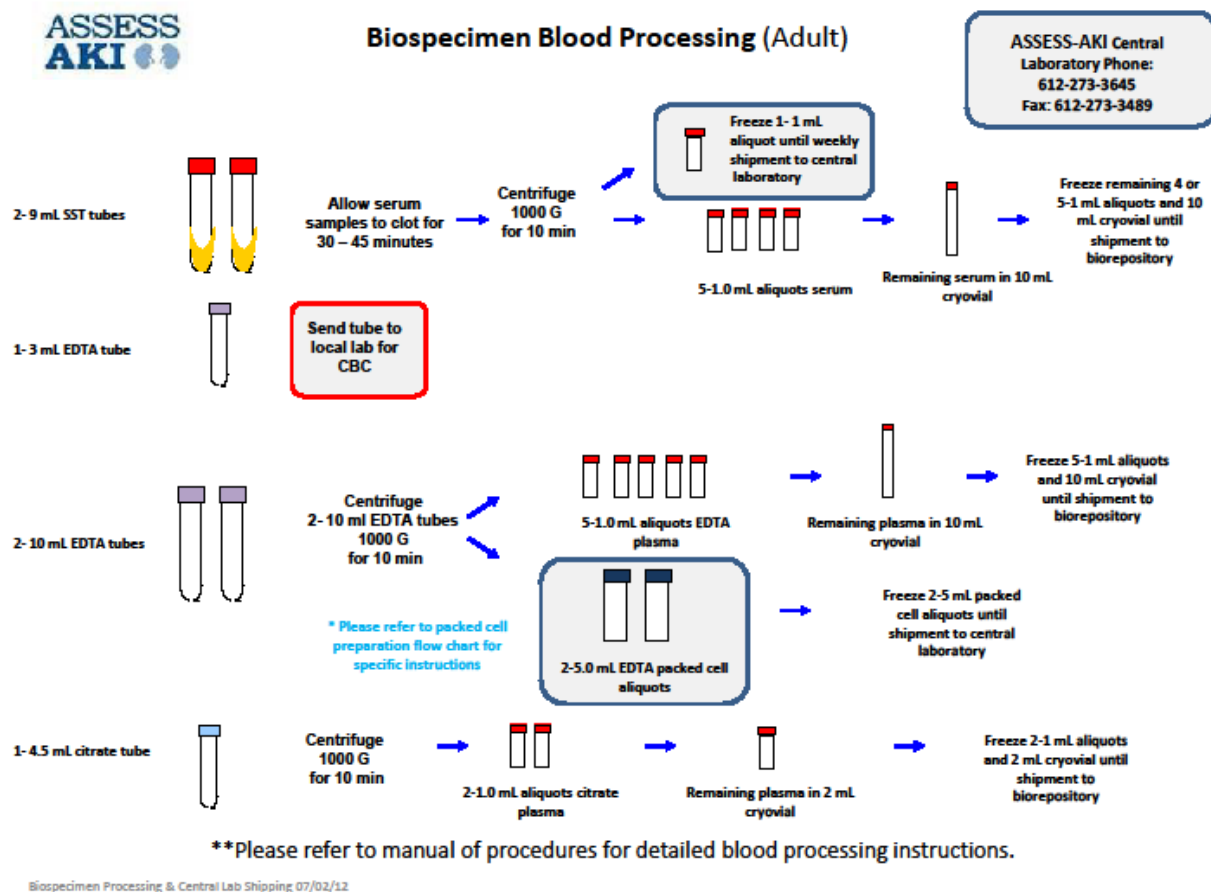 ASSESS
AKI
Biospecimen Blood Processing (Adult)
ASSESS-AKI Central
Laboratory Phone:
612-273-3645
Fax: 612-273-3489
2- 9 mL SST tubes
Allow serum
samples to clot for
30 – 45 minutes
Centrifuge
1000 G
for 10 min
Freeze 1- 1 mL
aliquot until weekly
shipment to central
laboratory
5-1.0 mL aliquots serum
Remaining serum in 10 mL
cryovial
Freeze remaining 4 or
5-1 mL aliquots and 10
mL cryovial until
shipment to
biorepository
1- 3 mL EDTA tube
Send tube to
local lab for
CBC
2- 10 mL EDTA tubes
Centrifuge
2- 10 ml EDTA tubes
1000 G
for 10 min
5-1.0 mL aliquots EDTA
plasma
Remaining plasma in 10 mL
cryovial
Freeze 5-1 mL aliquots
and 10 mL cryovial
until shipment to
biorepository
* Please refer to packed cell
preparation flow chart for
specific instructions
2-5.0 mL EDTA packed cell
aliquots
Freeze 2-5 mL packed
cell aliquots until
shipment to central
laboratory
1- 4.5 mL citrate tube
Centrifuge
1000 G
for 10 min
2-1.0 mL aliquots citrate
plasma
Remaining plasma in 2 mL
cryovial
Freeze 2-1 mL aliquots
and 2 mL cryovial until
shipment to
biorepository
**Please refer to manual of procedures for detailed blood processing instructions.
Biospecimen Processing & Central Lab Shipping 07/02/12